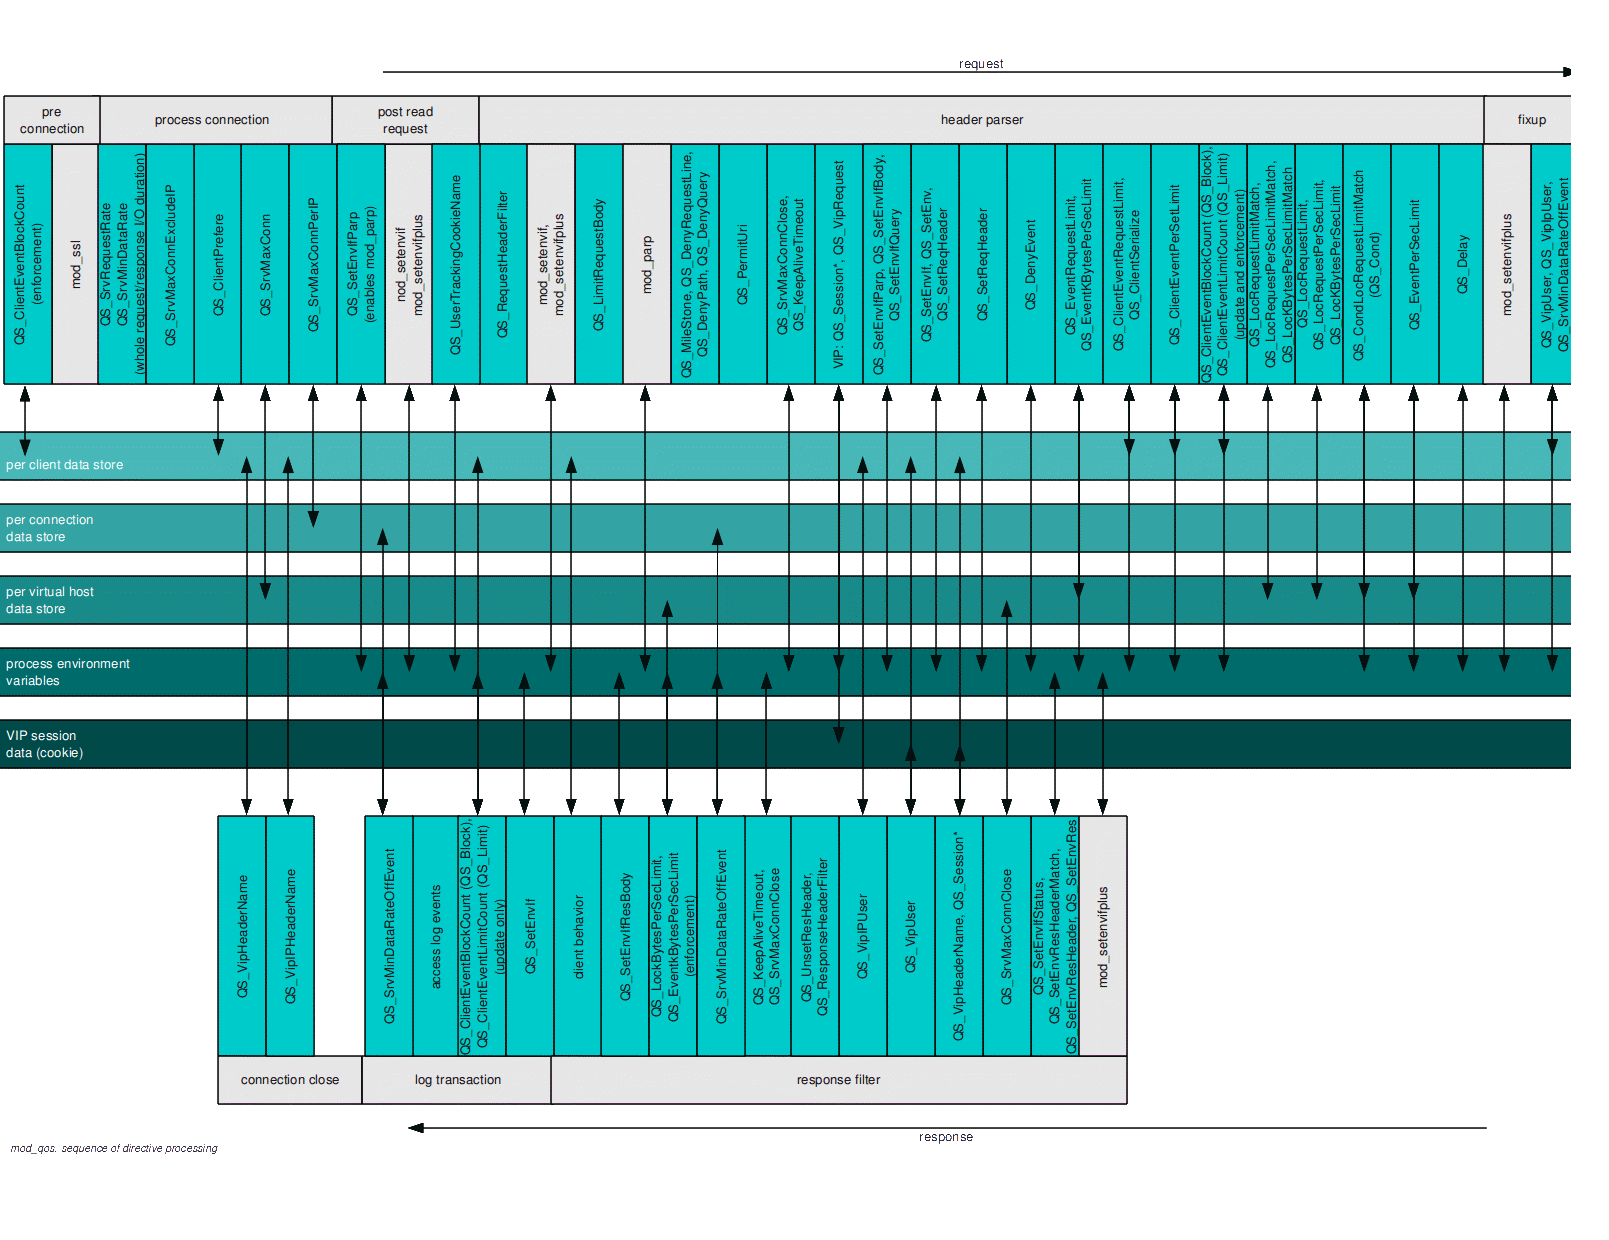 request
pre
connection
process connection
post read
request
header parser
fixup
QS_ClientEventBlockCount
(enforcement)
mod_ssl
QS_SrvRequestRate
QS_SrvMinDataRate
(whole request/response I/O duration)
QS_SrvMaxConnExcludeIP
QS_ClientPrefere
QS_SrvMaxConn
QS_SrvMaxConnPerIP
QS_SetEnvIfParp
(enables mod_parp)
nod_setenvif
mod_setenvifplus
QS_UserTrackingCookieName
QS_RequestHeaderFilter
mod_setenvif,
mod_setenvifplus
QS_LimitRequestBody
mod_parp
QS_MileStone, QS_DenyRequestLine,
QS_DenyPath, QS_DenyQuery
QS_PermitUri
QS_SrvMaxConnClose,
QS_KeepAliveTimeout
VIP: QS_Session*, QS_VipRequest
QS_SetEnvIfParp, QS_SetEnvIfBody,
QS_SetEnvIfQuery
QS_SetEnvIf, QS_SetEnv,
QS_SetReqHeader
QS_SetReqHeader
QS_DenyEvent
QS_EventRequestLimit,
QS_EventKBytesPerSecLimit
QS_ClientEventRequestLimit,
QS_ClientSerialize
QS_ClientEventPerSetLimit
QS_ClientEventBlockCount (QS_Block),
QS_ClientEventLimitCount (QS_Limit)
(update and enforcement)
QS_LocRequestLimitMatch,
QS_LocRequestPerSecLimitMatch,
QS_LocKBytesPerSecLimitMatch
QS_LocRequestLimit,
QS_LocRequestPerSecLimit,
QS_LocKBytesPerSecLimit
QS_CondLocRequestLimitMatch
(QS_Cond)
QS_EventPerSecLimit
QS_Delay
mod_setenvifplus
QS_VipUser, QS_VipIpUser,
QS_SrvMinDataRateOffEvent
per client data store
per connection
data store
per virtual host
data store
process environment
variables
VIP session
data (cookie)
QS_VipHeaderName
QS_VipIPHeaderName
QS_SrvMinDataRateOffEvent
access log events
QS_ClientEventBlockCount (QS_Block),
QS_ClientEventLimitCount (QS_Limit)
(update only)
QS_SetEnvIf
client behavior
QS_SetEnvIfResBody
QS_LockBytesPerSecLimit,
QS_EventkBytesPerSecLimit
(enforcement)
QS_SrvMinDataRateOffEvent
QS_KeepAliveTimeout,
QS_SrvMaxConnClose
QS_UnsetResHeader,
QS_ResponseHeaderFilter
QS_VipIPUser
QS_VipUser
QS_VipHeaderName, QS_Session*
QS_SrvMaxConnClose
QS_SetEnvIfStatus,
QS_SetEnvResHeaderMatch,
QS_SetEnvResHeader, QS_SetEnvRes
mod_setenvifplus
connection close
log transaction
response filter
response
mod_qos. sequence of directive processing